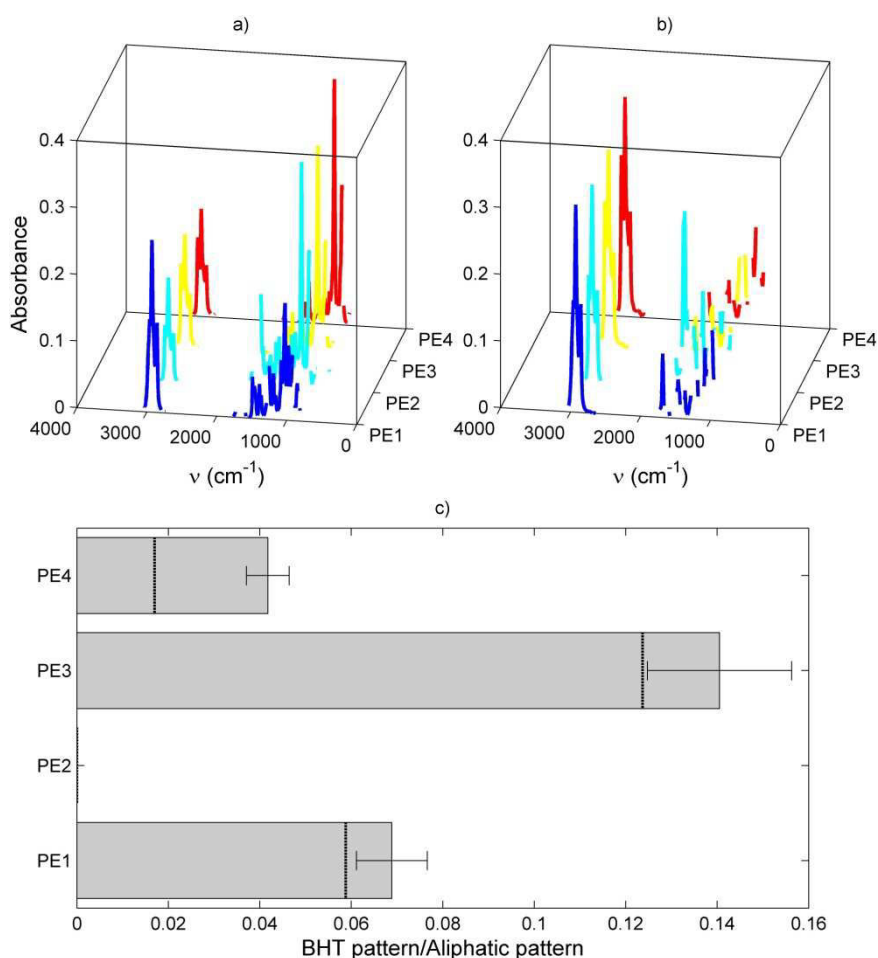 a)
Absorbance
0.4
0.3
0.2
0.1
0
4000 3000 2000 1000 0
ν (cm⁻¹)
PE4
PE3
PE2
PE1
b)
0.4
0.3
0.2
0.1
0
4000 3000 2000 1000 0
ν (cm⁻¹)
PE4
PE3
PE2
PE1
c)
PE4
PE3
PE2
PE1
0 0.02 0.04 0.06 0.08 0.1 0.12 0.14 0.16
BHT pattern/Aliphatic pattern